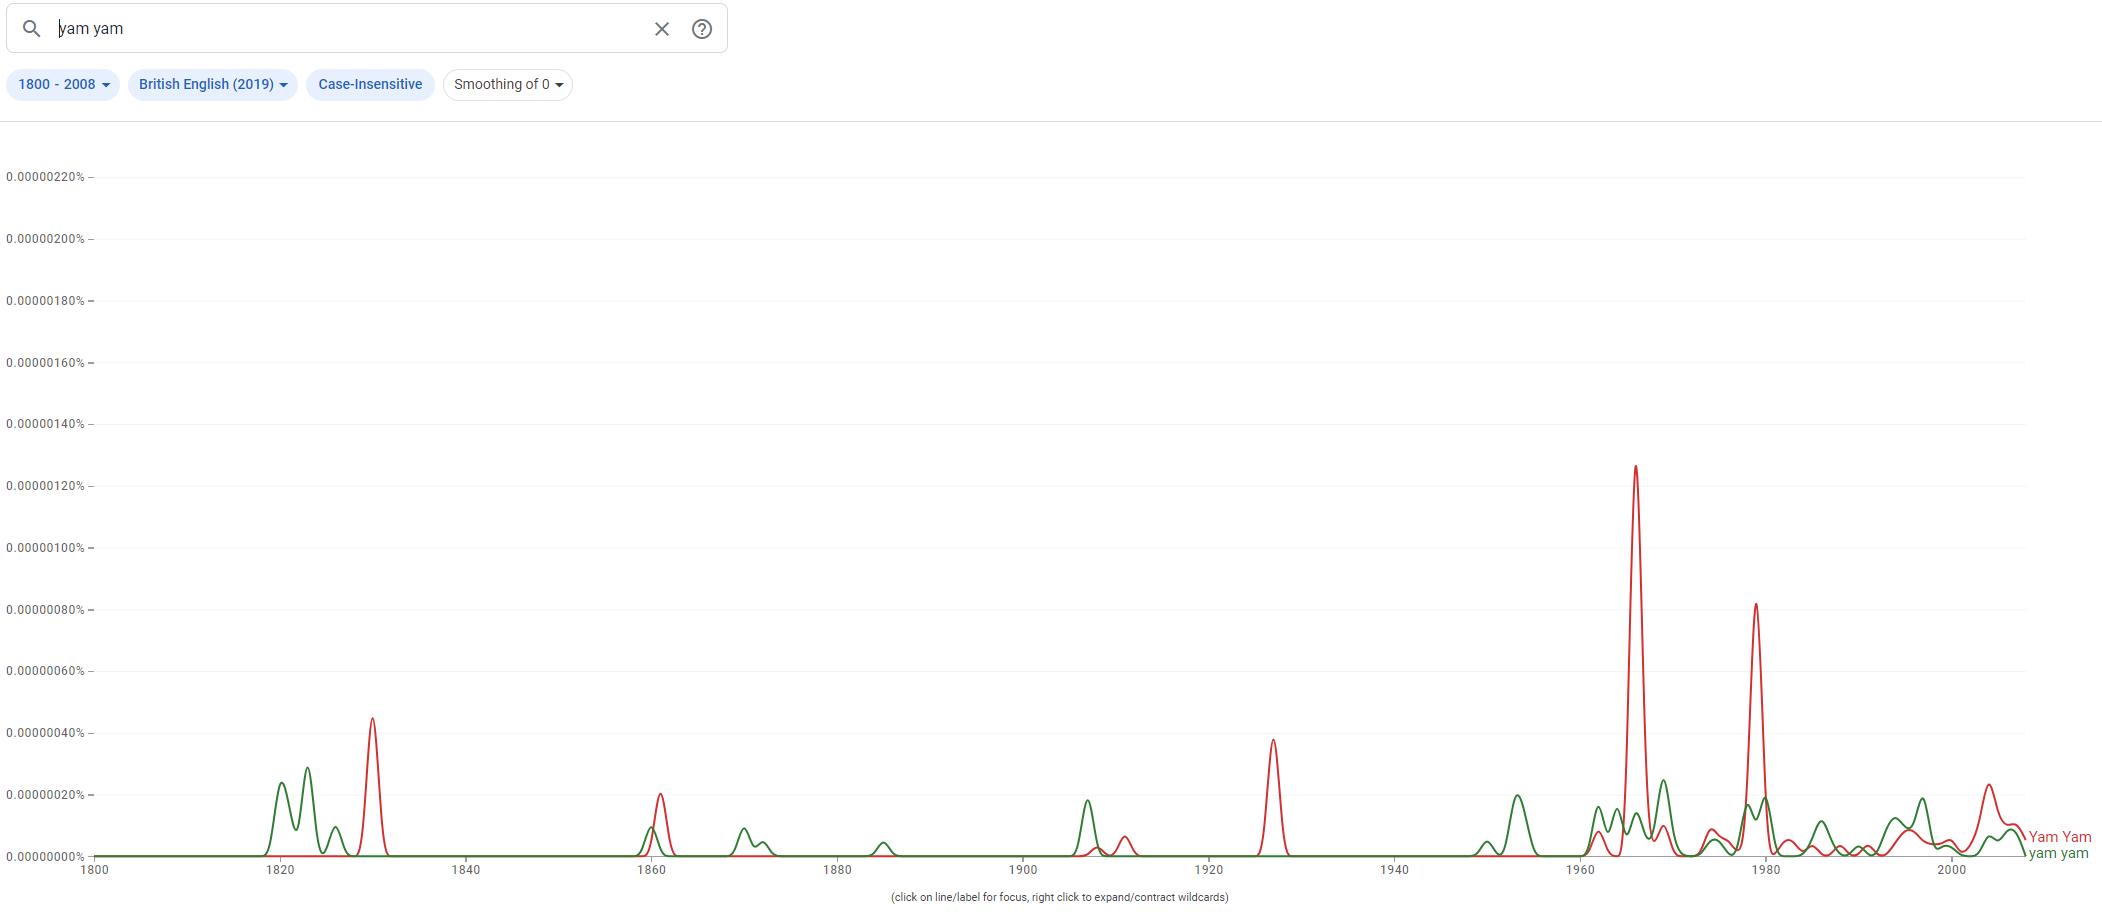 yam yam
1800 - 2008 British English (2019) Case-Insensitive Smoothing of 0
0.00000220%
0.00000200%
0.00000180%
0.00000160%
0.00000140%
0.00000120%
0.00000100%
0.00000080%
0.00000060%
0.00000040%
0.00000020%
0.00000000%
Yam Yam
yam yam
1800 1820 1840 1860 1880 1900 1920 1940 1960 1980 2000
(click on line/label for focus, right click to expand/contract wildcards)